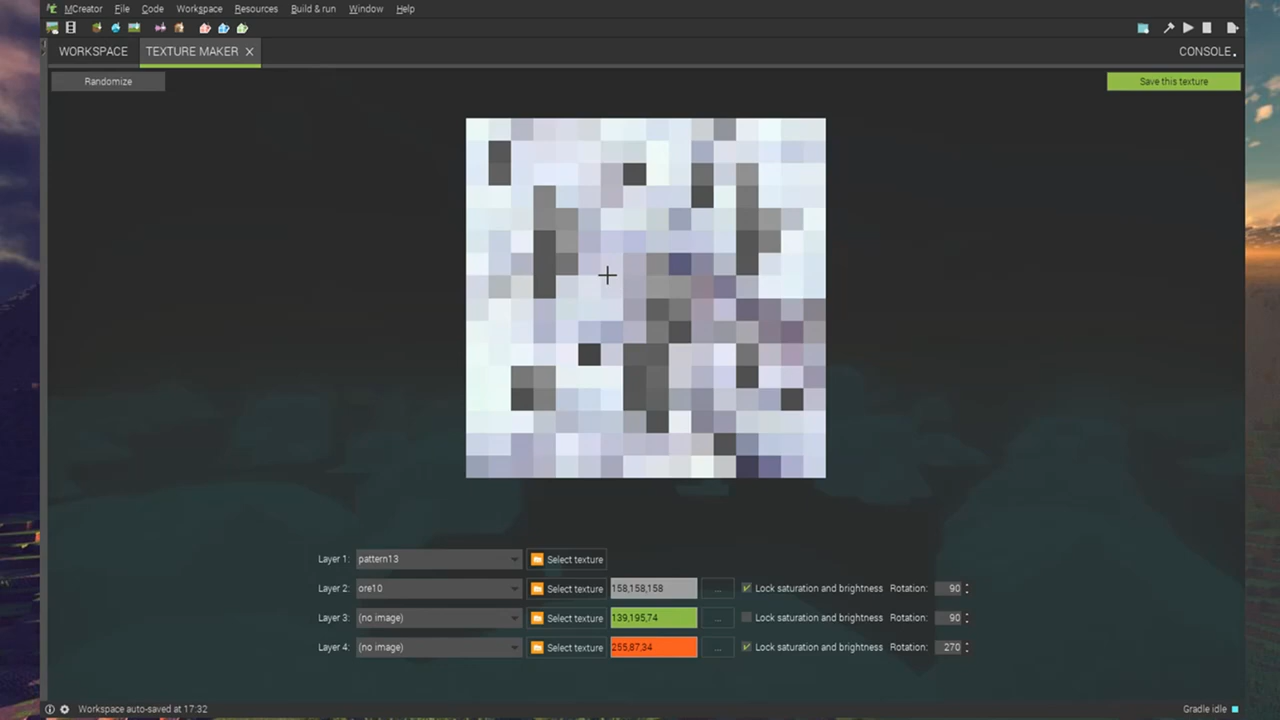 MCreator File Code Workspace Resources Build & run Window Help
WORKSPACE TEXTURE MAKER CONSOLE
Randomize Save this texture
Layer 1: pattern13 Select texture
Layer 2: ore10 Select texture 158,158,158 ... Lock saturation and brightness Rotation: 90
Layer 3: (no image) Select texture 139,195,74 ... Lock saturation and brightness Rotation: 90
Layer 4: (no image) Select texture 255,87,34 ... Lock saturation and brightness Rotation: 270
Workspace auto-saved at 17:32 Gradle idle